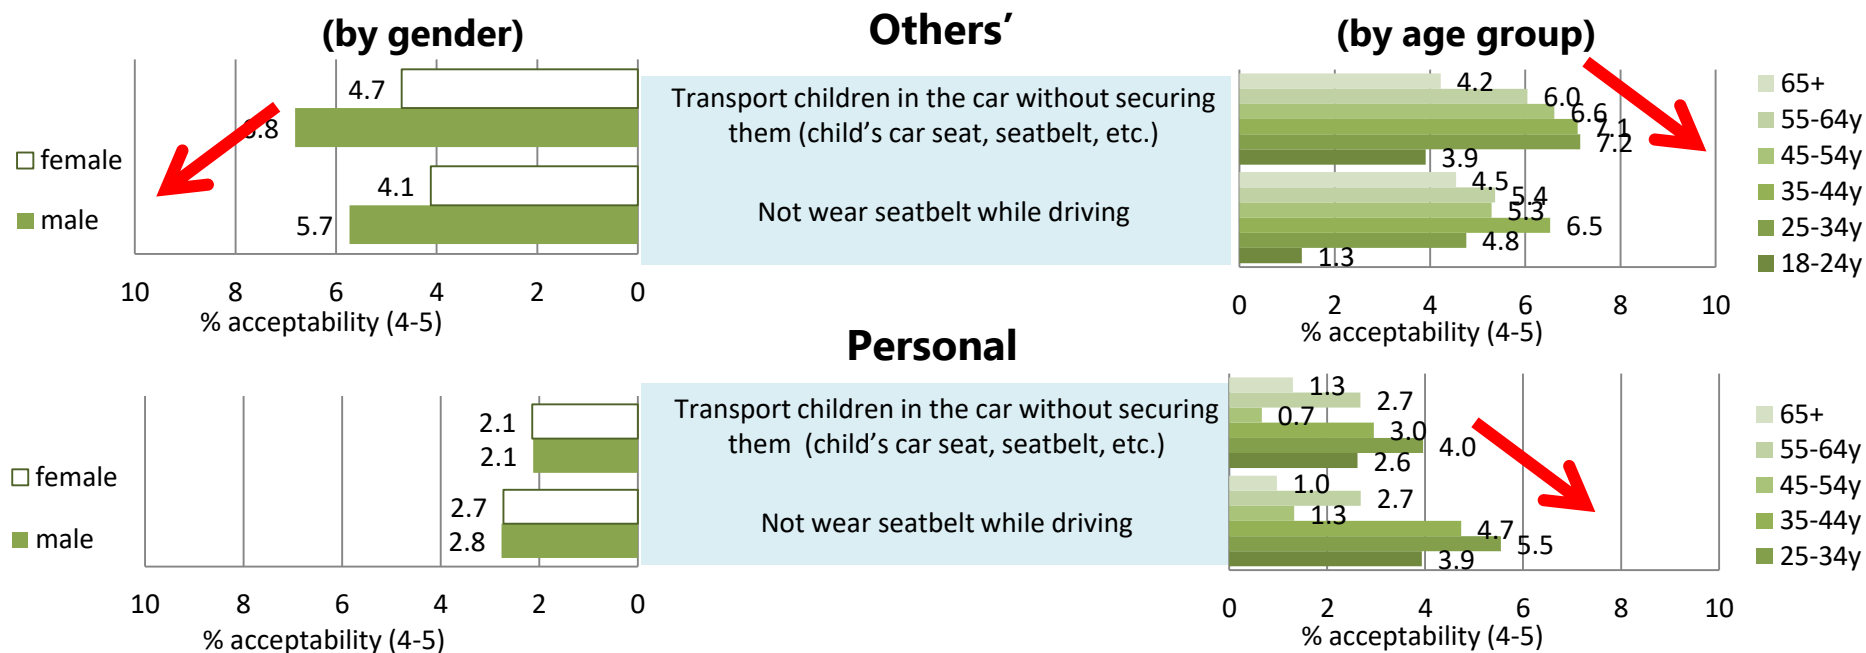 (by gender)
Others’
(by age group)
4.7
6.8
4.1
5.7
female
male
10 8 6 4 2 0
% acceptability (4-5)
Transport children in the car without securing
them (child’s car seat, seatbelt, etc.)
Not wear seatbelt while driving
4.2
6.0
6.6
7.1
7.2
3.9
4.5
5.4
5.3
6.5
4.8
1.3
0 2 4 6 8 10
% acceptability (4-5)
65+
55-64y
45-54y
35-44y
25-34y
18-24y
Personal
2.1
2.1
2.7
2.8
female
male
10 8 6 4 2 0
% acceptability (4-5)
Transport children in the car without securing
them (child’s car seat, seatbelt, etc.)
Not wear seatbelt while driving
1.3
2.7
0.7
3.0
4.0
2.6
1.0
2.7
1.3
4.7
5.5
3.9
0 2 4 6 8 10
% acceptability (4-5)
65+
55-64y
45-54y
35-44y
25-34y